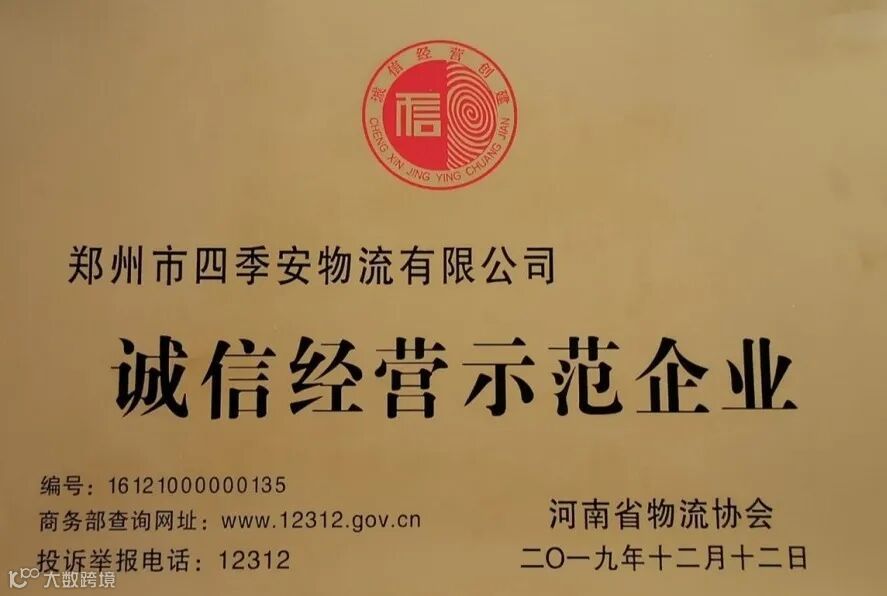 诚信经营创建
信
CHENG XIN JING YING CHUANG JIAN
郑州市四季安物流有限公司
诚信经营示范企业
编号：16121000000135
商务部查询网址：www.12312.gov.cn
投诉举报电话：12312
河南省物流协会
二〇一九年十二月十二日
大数跨境